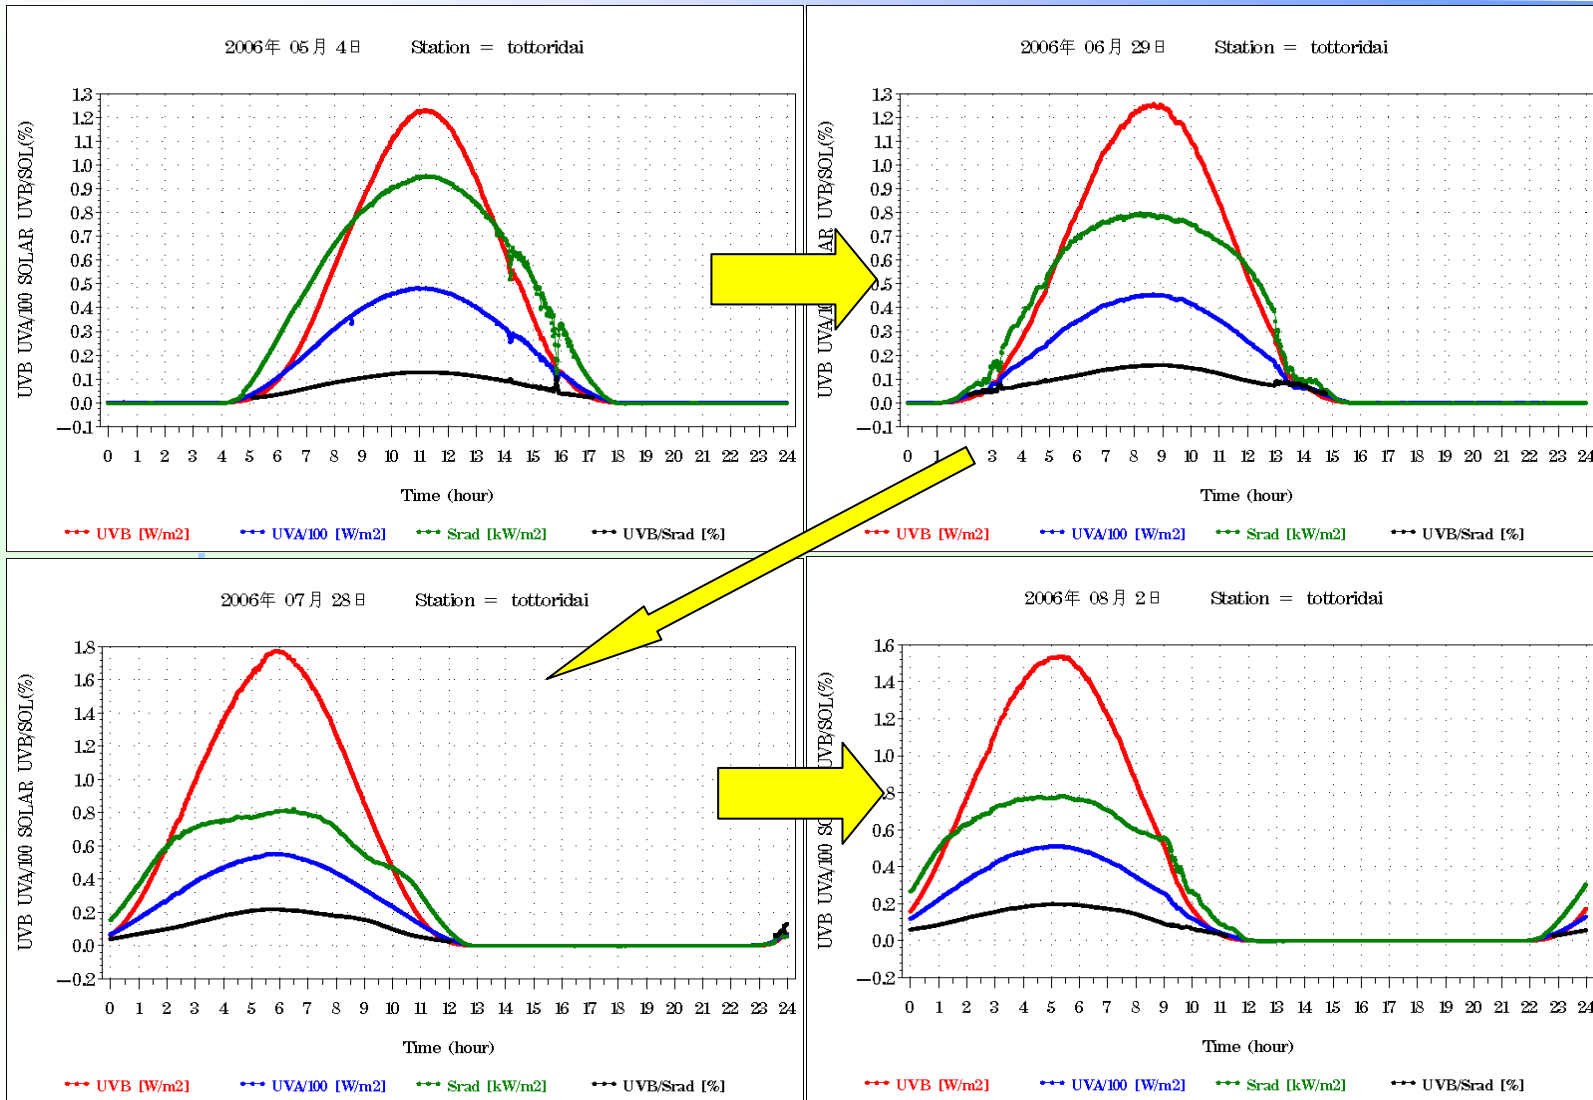 2006年 05月 4日 Station = tottoridai
UVB UVA/100 SOLAR UVB/SOL(%)
1.3
1.2
1.1
1.0
0.9
0.8
0.7
0.6
0.5
0.4
0.3
0.2
0.1
0.0
−0.1
0 1 2 3 4 5 6 7 8 9 10 11 12 13 14 15 16 17 18 19 20 21 22 23 24
Time (hour)
UVB [W/m2] UVA/100 [W/m2] Srad [kW/m2] UVB/Srad [%]
2006年 06月 29日 Station = tottoridai
UVB UVA/1 AR UVB/SOL(%)
1.3
1.2
1.1
1.0
0.9
0.8
0.7
0.6
0.5
0.4
0.3
0.2
0.1
0.0
−0.1
0 1 2 3 4 5 6 7 8 9 10 11 12 13 14 15 16 17 18 19 20 21 22 23 24
Time (hour)
UVB [W/m2] UVA/100 [W/m2] Srad [kW/m2] UVB/Srad [%]
2006年 07月 28日 Station = tottoridai
UVB UVA/100 SOLAR UVB/SOL(%)
1.8
1.6
1.4
1.2
1.0
0.8
0.6
0.4
0.2
0.0
−0.2
0 1 2 3 4 5 6 7 8 9 10 11 12 13 14 15 16 17 18 19 20 21 22 23 24
Time (hour)
UVB [W/m2] UVA/100 [W/m2] Srad [kW/m2] UVB/Srad [%]
2006年 08月 2日 Station = tottoridai
UVB UVA/100 SO UVB/SOL(%)
1.6
1.4
1.2
1.0
.8
0.6
0.4
0.2
0.0
−0.2
0 1 2 3 4 5 6 7 8 9 10 11 12 13 14 15 16 17 18 19 20 21 22 23 24
Time (hour)
UVB [W/m2] UVA/100 [W/m2] Srad [kW/m2] UVB/Srad [%]